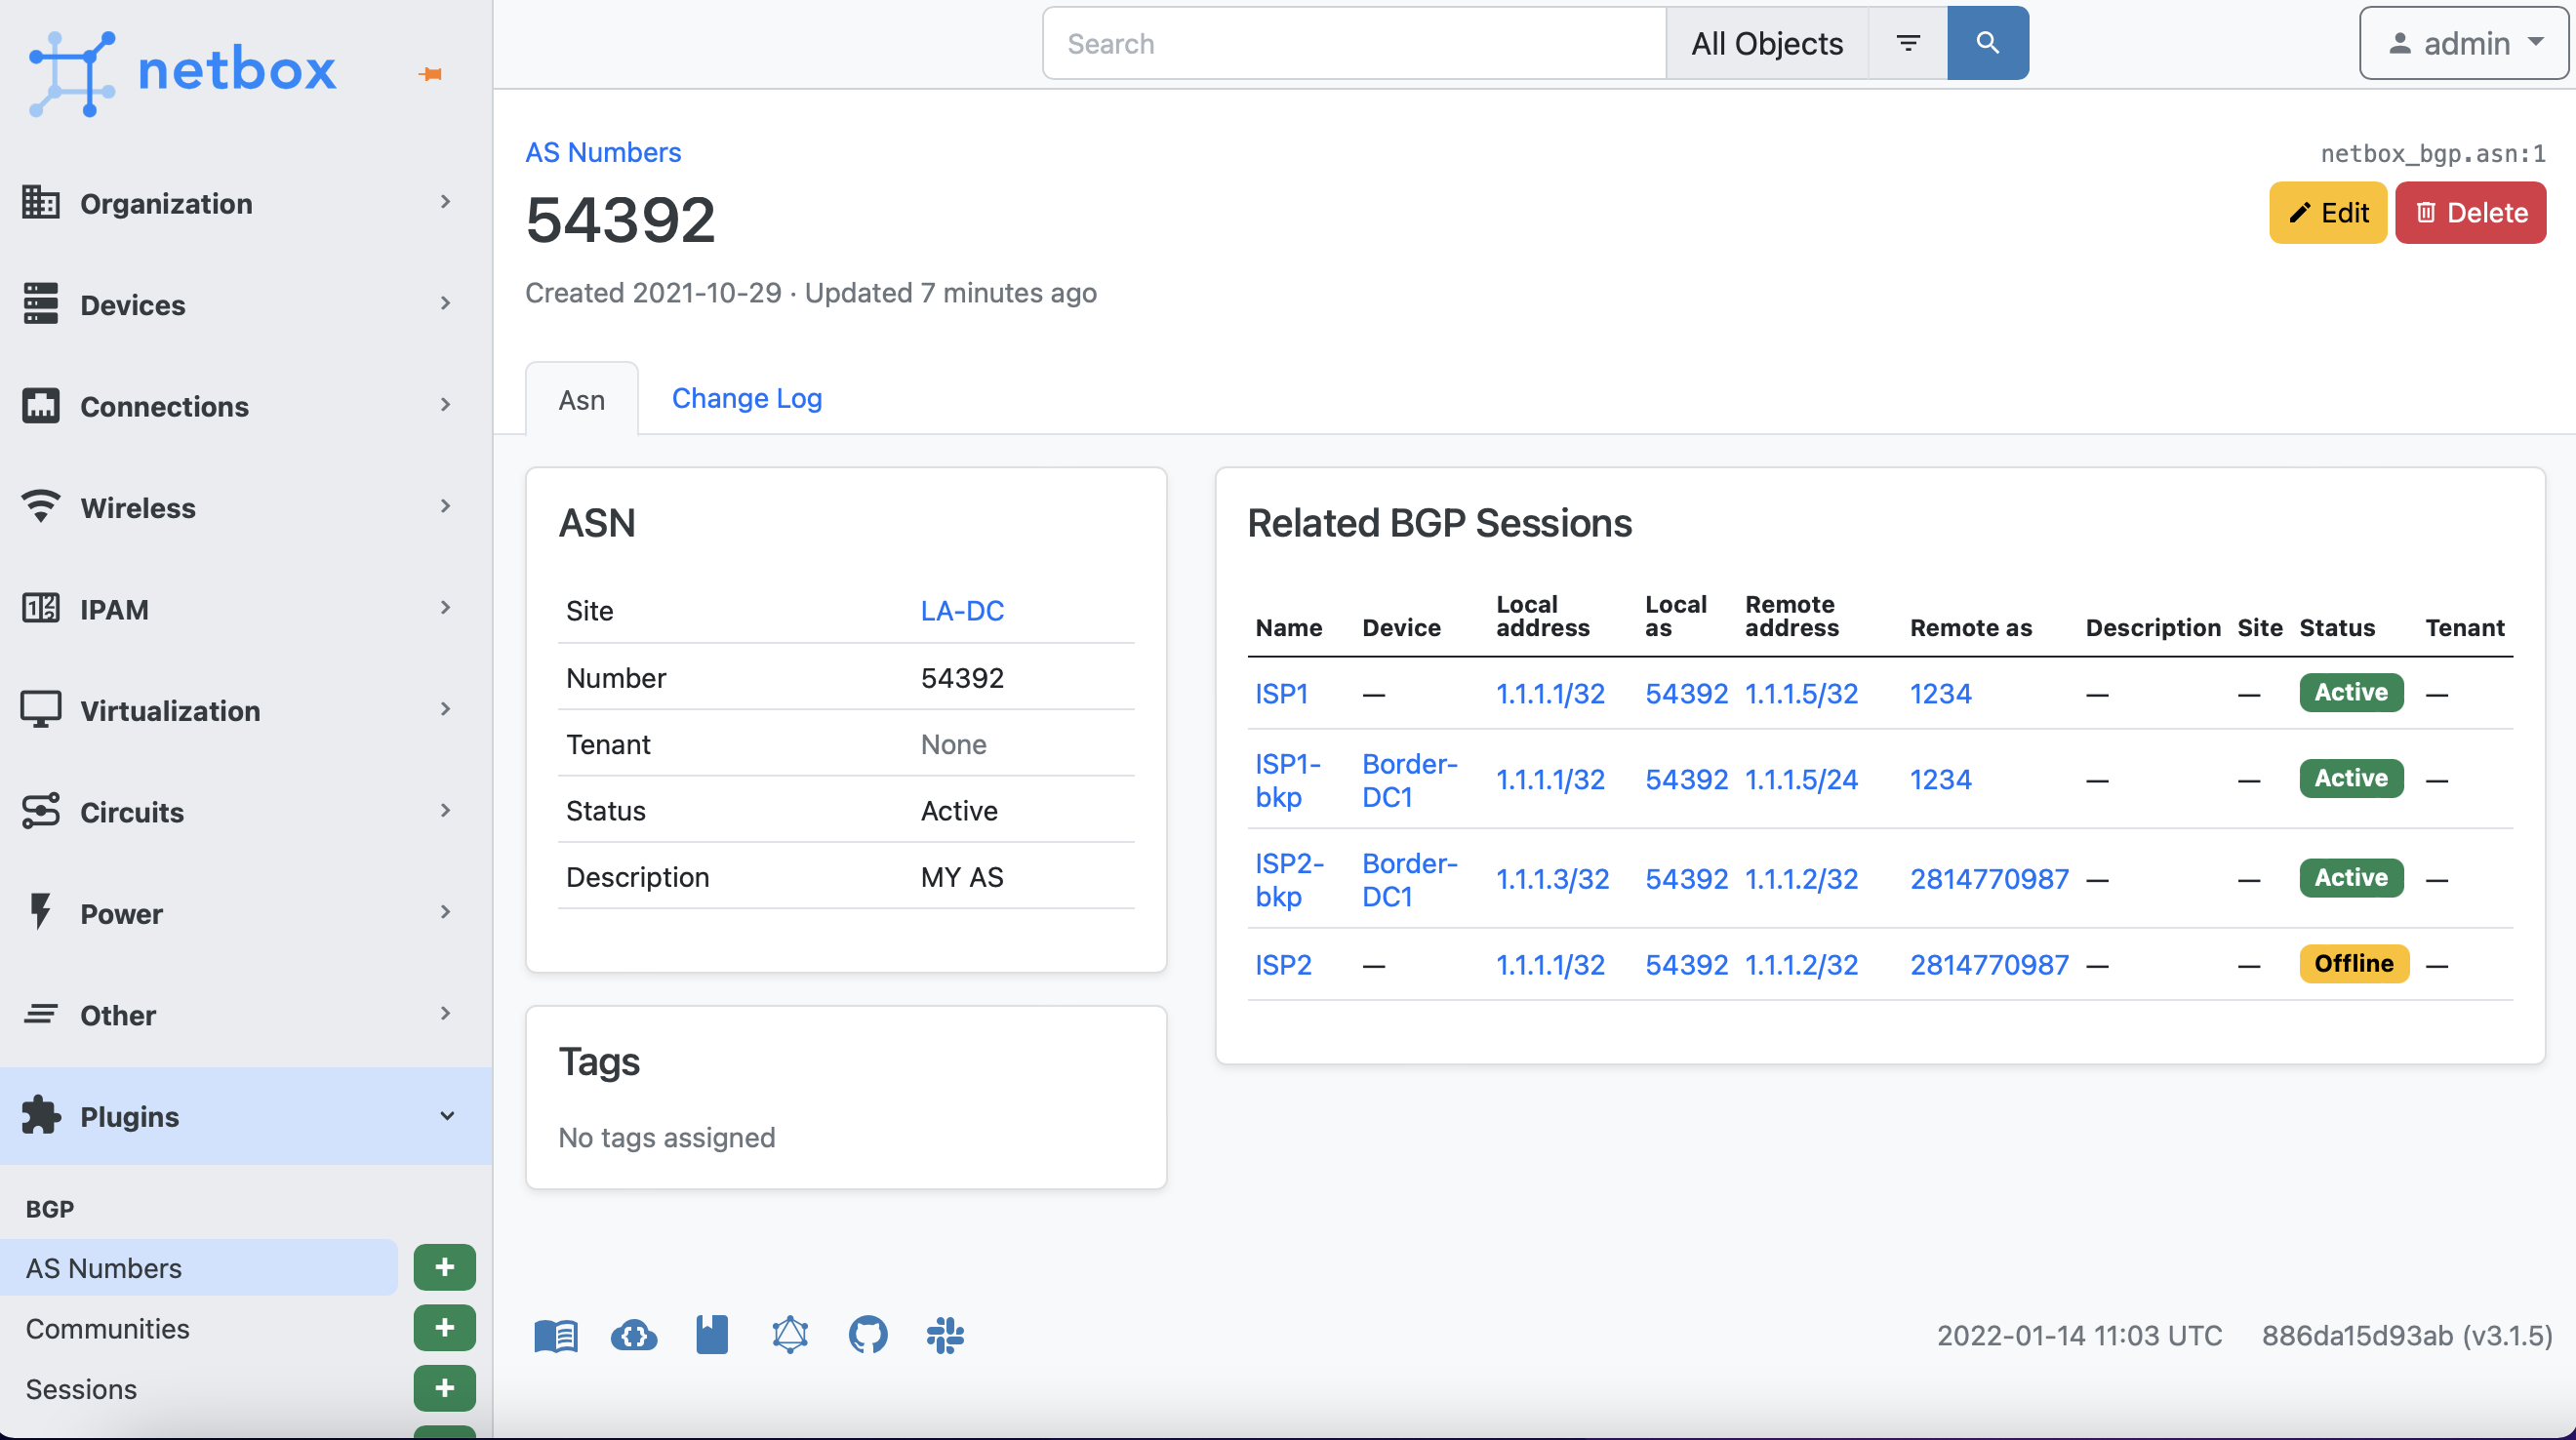 netbox
Search
All Objects
admin
Organization
Devices
Connections
Wireless
IPAM
Virtualization
Circuits
Power
Other
Plugins
BGP
AS Numbers
Communities
Sessions
AS Numbers
netbox_bgp.asn:1
54392
Edit
Delete
Created 2021-10-29 · Updated 7 minutes ago
Asn
Change Log
ASN
Site LA-DC
Number 54392
Tenant None
Status Active
Description MY AS
Tags
No tags assigned
Related BGP Sessions
Name Device Local address Local as Remote address Remote as Description Site Status Tenant
ISP1 — 1.1.1.1/32 54392 1.1.1.5/32 1234 — — Active —
ISP1-bkp Border-DC1 1.1.1.1/32 54392 1.1.1.5/24 1234 — — Active —
ISP2-bkp Border-DC1 1.1.1.3/32 54392 1.1.1.2/32 2814770987 — — Active —
ISP2 — 1.1.1.1/32 54392 1.1.1.2/32 2814770987 — — Offline —
2022-01-14 11:03 UTC 886da15d93ab (v3.1.5)